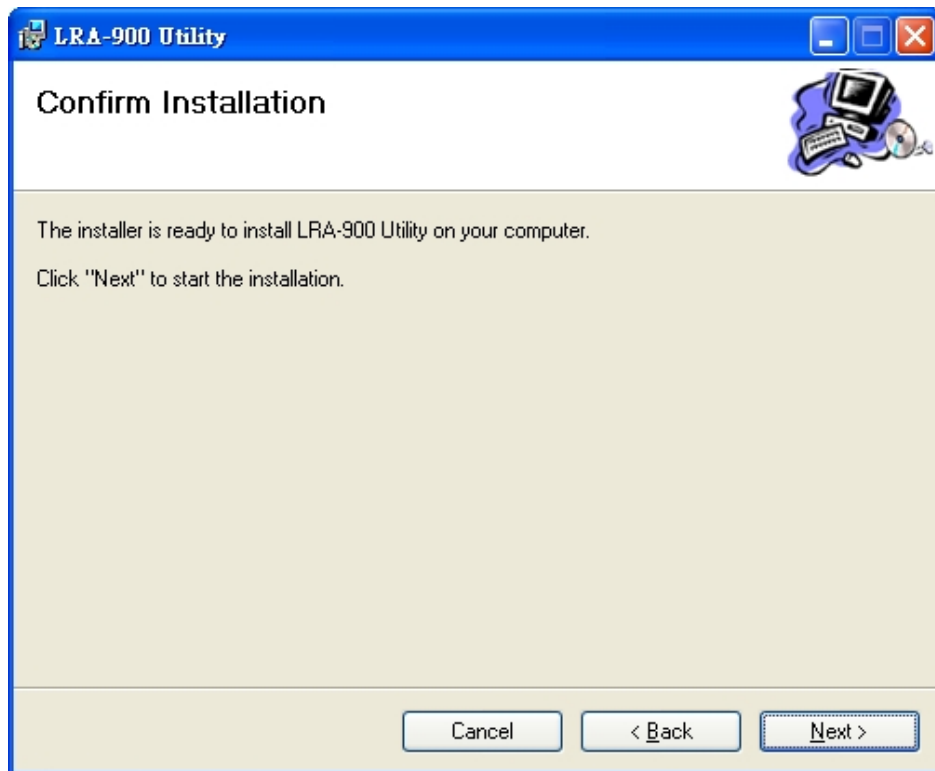 LRA-900 Utility
Confirm Installation
The installer is ready to install LRA-900 Utility on your computer.
Click "Next" to start the installation.
Cancel
< Back
Next >